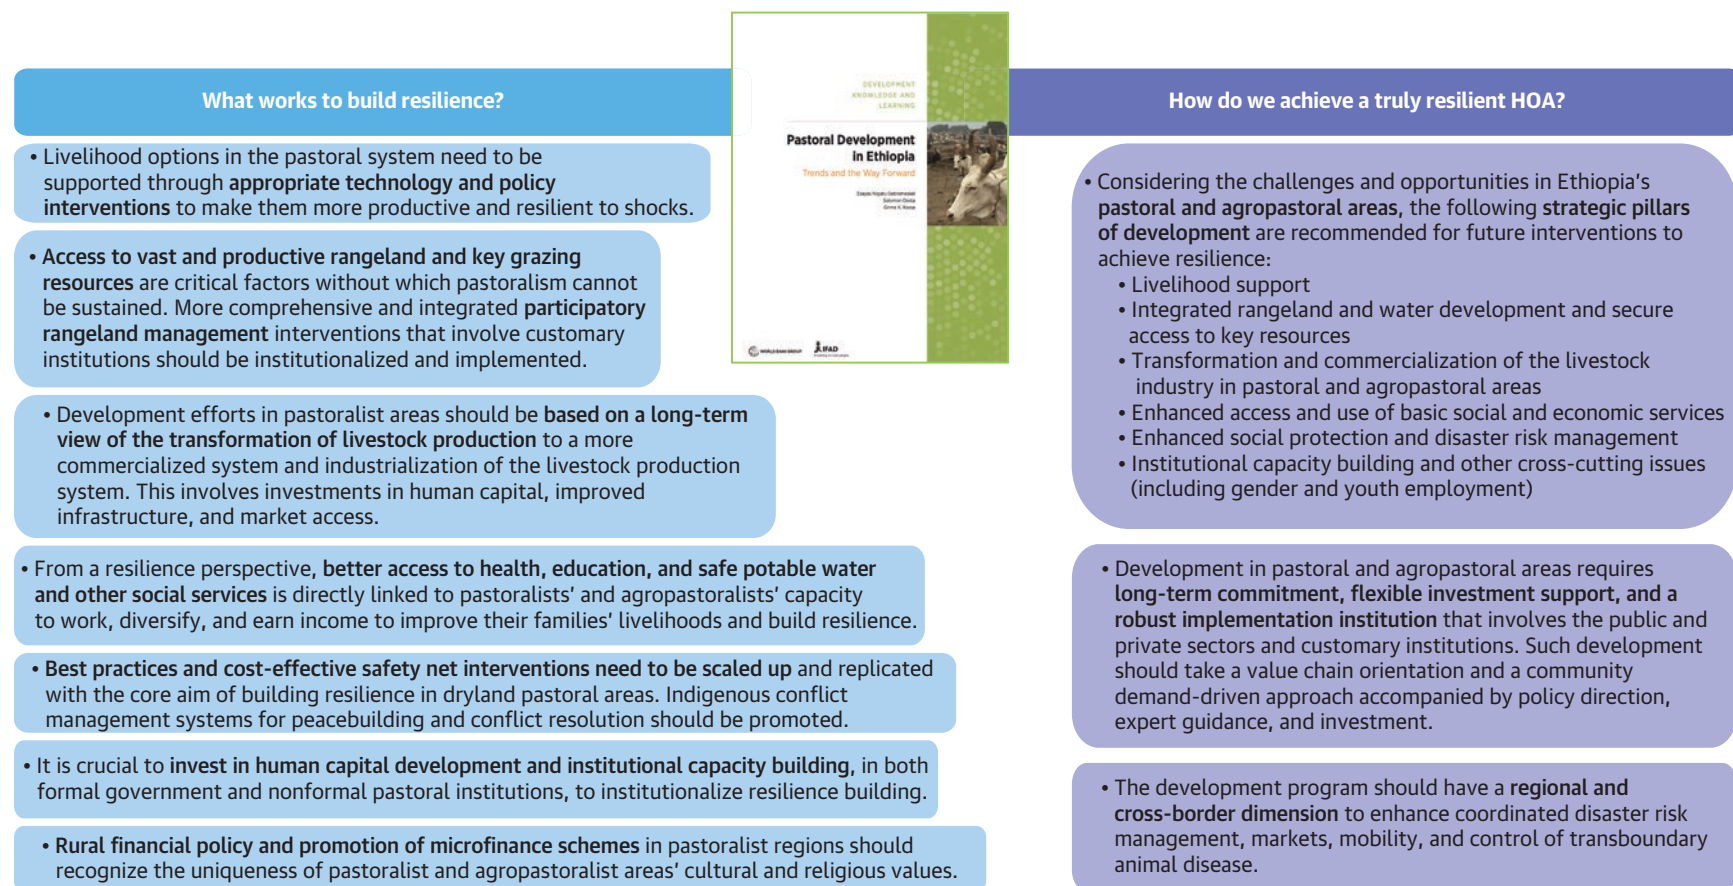 What works to build resilience?
• Livelihood options in the pastoral system need to be
supported through appropriate technology and policy
interventions to make them more productive and resilient to shocks.
• Access to vast and productive rangeland and key grazing
resources are critical factors without which pastoralism cannot
be sustained. More comprehensive and integrated participatory
rangeland management interventions that involve customary
institutions should be institutionalized and implemented.
• Development efforts in pastoralist areas should be based on a long-term
view of the transformation of livestock production to a more
commercialized system and industrialization of the livestock production
system. This involves investments in human capital, improved
infrastructure, and market access.
• From a resilience perspective, better access to health, education, and safe potable water
and other social services is directly linked to pastoralists’ and agropastoralists’ capacity
to work, diversify, and earn income to improve their families’ livelihoods and build resilience.
• Best practices and cost-effective safety net interventions need to be scaled up and replicated
with the core aim of building resilience in dryland pastoral areas. Indigenous conflict
management systems for peacebuilding and conflict resolution should be promoted.
• It is crucial to invest in human capital development and institutional capacity building, in both
formal government and nonformal pastoral institutions, to institutionalize resilience building.
• Rural financial policy and promotion of microfinance schemes in pastoralist regions should
recognize the uniqueness of pastoralist and agropastoralist areas’ cultural and religious values.
DEVELOPMENT
KNOWLEDGE AND
LEARNING
Pastoral Development
in Ethiopia
Trends and the Way Forward
WORLD BANK GROUP
IFAD
How do we achieve a truly resilient HOA?
• Considering the challenges and opportunities in Ethiopia’s
pastoral and agropastoral areas, the following strategic pillars
of development are recommended for future interventions to
achieve resilience:
• Livelihood support
• Integrated rangeland and water development and secure
access to key resources
• Transformation and commercialization of the livestock
industry in pastoral and agropastoral areas
• Enhanced access and use of basic social and economic services
• Enhanced social protection and disaster risk management
• Institutional capacity building and other cross-cutting issues
(including gender and youth employment)
• Development in pastoral and agropastoral areas requires
long-term commitment, flexible investment support, and a
robust implementation institution that involves the public and
private sectors and customary institutions. Such development
should take a value chain orientation and a community
demand-driven approach accompanied by policy direction,
expert guidance, and investment.
• The development program should have a regional and
cross-border dimension to enhance coordinated disaster risk
management, markets, mobility, and control of transboundary
animal disease.